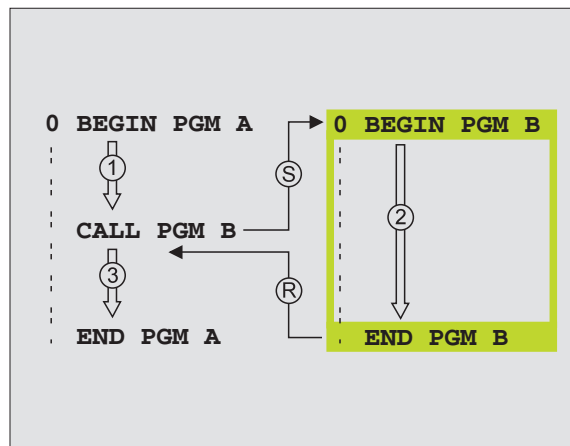 0 BEGIN PGM A
1
S
CALL PGM B
3
R
END PGM A
0 BEGIN PGM B
2
END PGM B